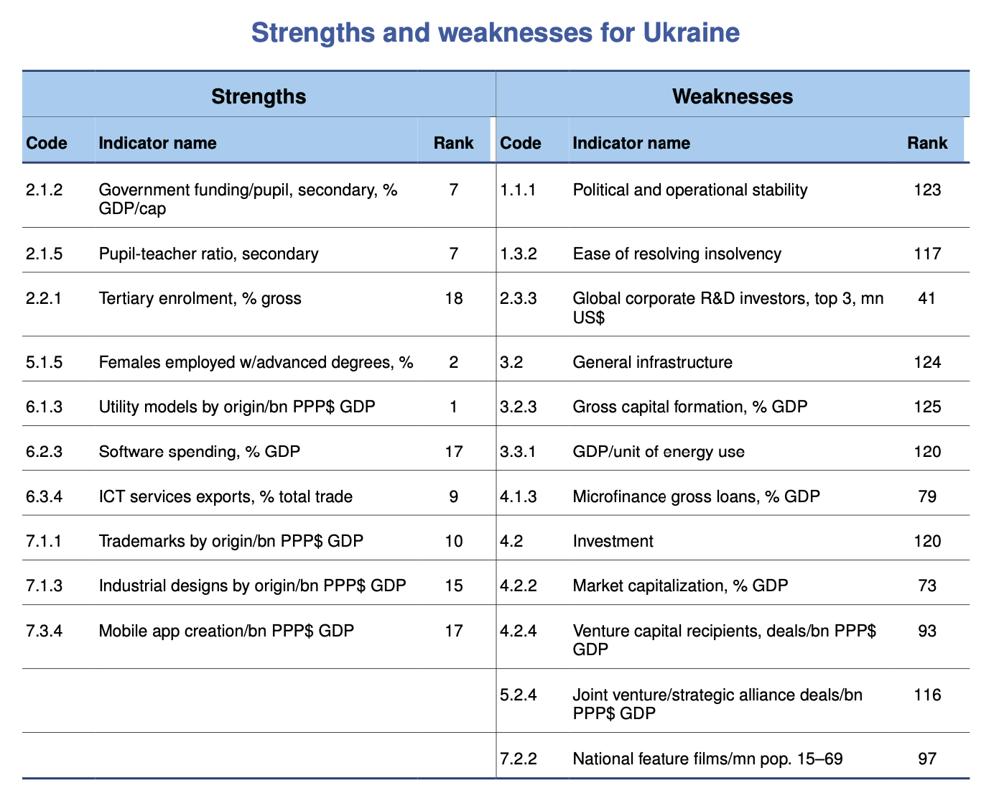 Strengths and weaknesses for Ukraine
Strengths Weaknesses
Code Indicator name Rank Code Indicator name Rank
2.1.2 Government funding/pupil, secondary, % 7 1.1.1 Political and operational stability 123
GDP/cap
2.1.5 Pupil-teacher ratio, secondary 7 1.3.2 Ease of resolving insolvency 117
2.2.1 Tertiary enrolment, % gross 18 2.3.3 Global corporate R&D investors, top 3, mn 41
US$
5.1.5 Females employed w/advanced degrees, % 2 3.2 General infrastructure 124
6.1.3 Utility models by origin/bn PPP$ GDP 1 3.2.3 Gross capital formation, % GDP 125
6.2.3 Software spending, % GDP 17 3.3.1 GDP/unit of energy use 120
6.3.4 ICT services exports, % total trade 9 4.1.3 Microfinance gross loans, % GDP 79
7.1.1 Trademarks by origin/bn PPP$ GDP 10 4.2 Investment 120
7.1.3 Industrial designs by origin/bn PPP$ GDP 15 4.2.2 Market capitalization, % GDP 73
7.3.4 Mobile app creation/bn PPP$ GDP 17 4.2.4 Venture capital recipients, deals/bn PPP$ 93
GDP
5.2.4 Joint venture/strategic alliance deals/bn 116
PPP$ GDP
7.2.2 National feature films/mn pop. 15–69 97